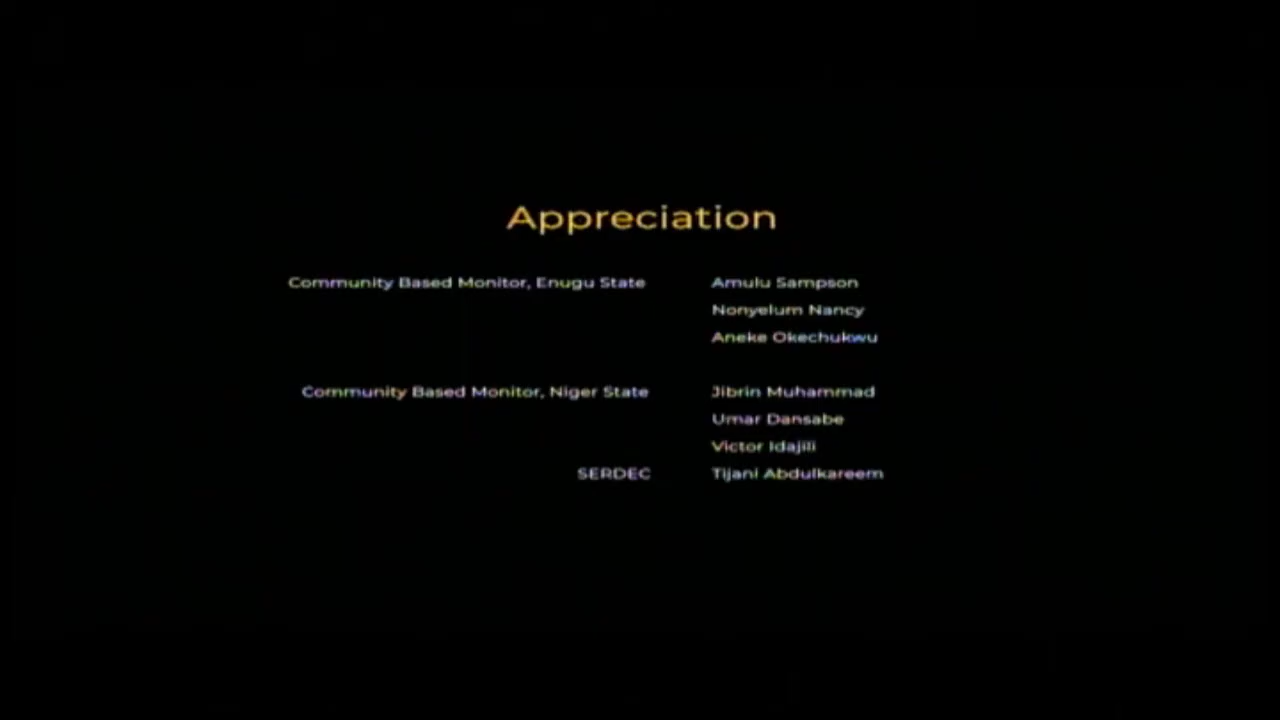 Appreciation
Community Based Monitor, Enugu State Amulu Sampson
Nonyelum Nancy
Aneke Okechukwu
Community Based Monitor, Niger State Jibrin Muhammad
Umar Dansabe
Victor Idajili
SERDEC Tijani Abdulkareem